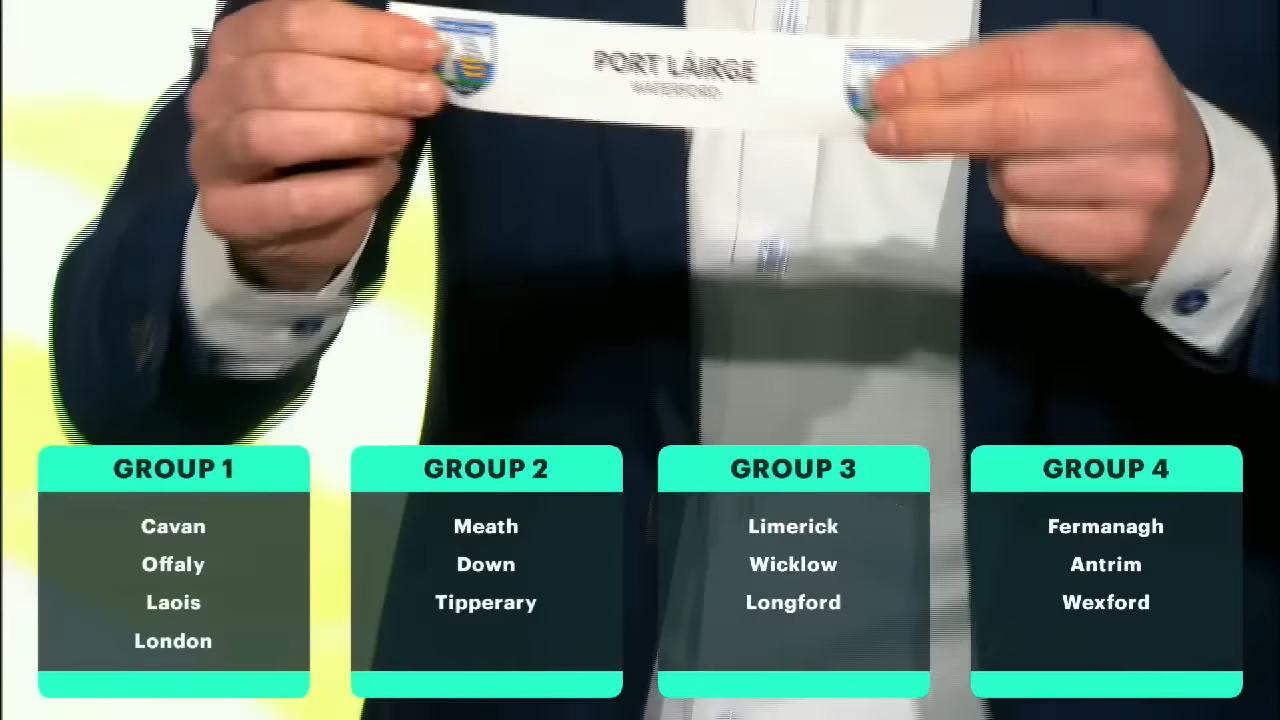 PORT LÁIRGE
WATERFORD
GROUP 1
Cavan
Offaly
Laois
London
GROUP 2
Meath
Down
Tipperary
GROUP 3
Limerick
Wicklow
Longford
GROUP 4
Fermanagh
Antrim
Wexford